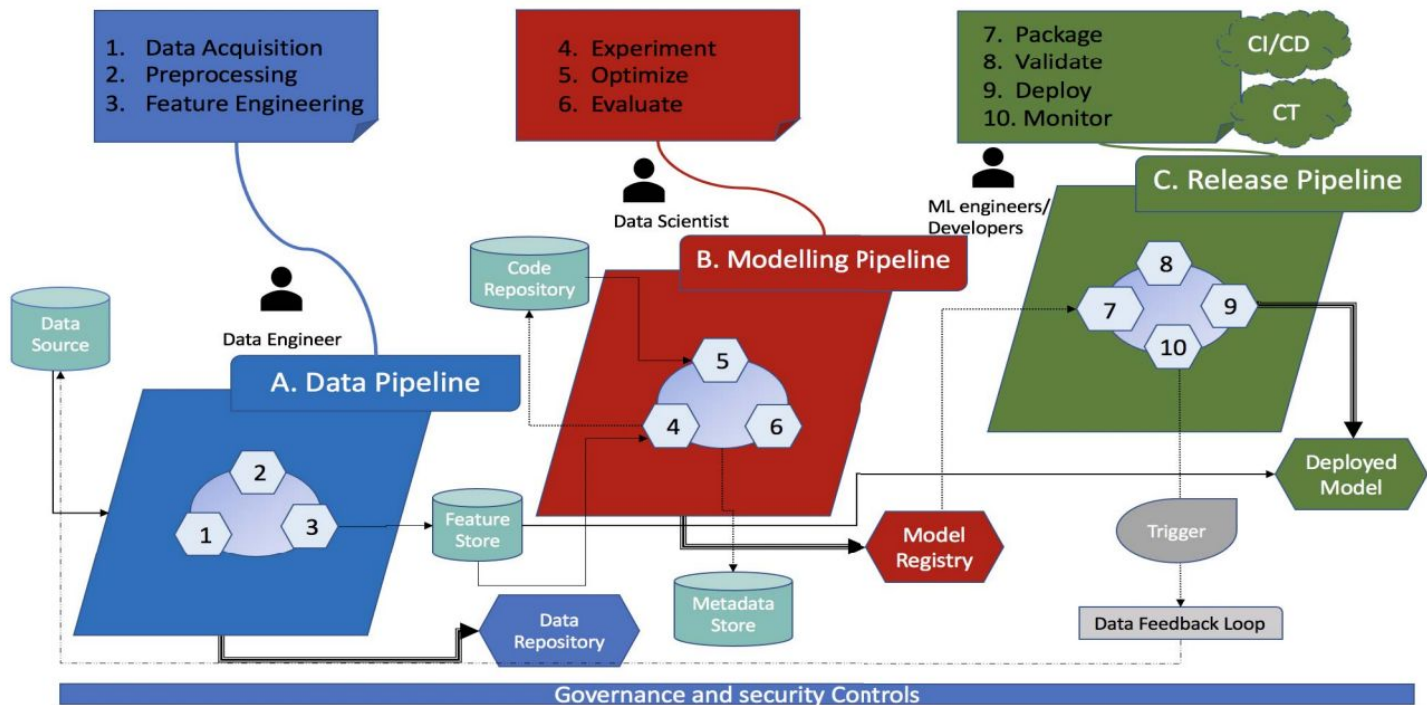 1. Data Acquisition
2. Preprocessing
3. Feature Engineering
4. Experiment
5. Optimize
6. Evaluate
7. Package
8. Validate
9. Deploy
10. Monitor
CI/CD
CT
Data Engineer
Data Scientist
ML engineers/
Developers
A. Data Pipeline
B. Modelling Pipeline
C. Release Pipeline
Data
Source
1
2
3
Feature
Store
Data
Repository
Code
Repository
4
5
6
Metadata
Store
Model
Registry
7
8
9
10
Deployed
Model
Trigger
Data Feedback Loop
Governance and security Controls